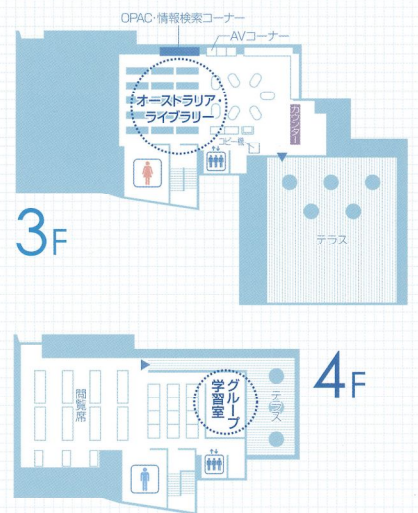 OPAC・情報検索コーナー
AVコーナー
オーストラリア・
ライブラリー
コピー機
カウンター
テラス
3F
4F
閲覧席
グループ
学習室
テラス